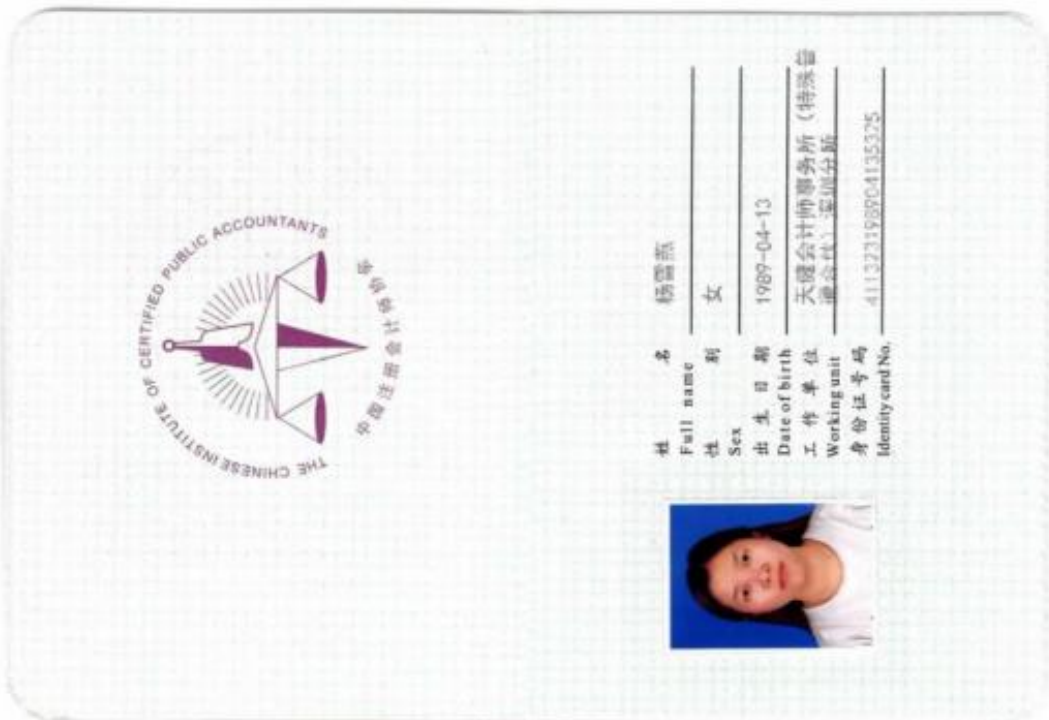 THE CHINESE INSTITUTE OF CERTIFIED PUBLIC ACCOUNTANTS
中国注册会计师协会
姓 名 杨雪燕
Full name
性 别 女
Sex
出 生 日 期 1989-04-13
Date of birth
工 作 单 位 天健会计师事务所（特殊普
Working unit 通合伙）深圳分所
身份证号码 411323198904135325
Identity card No.